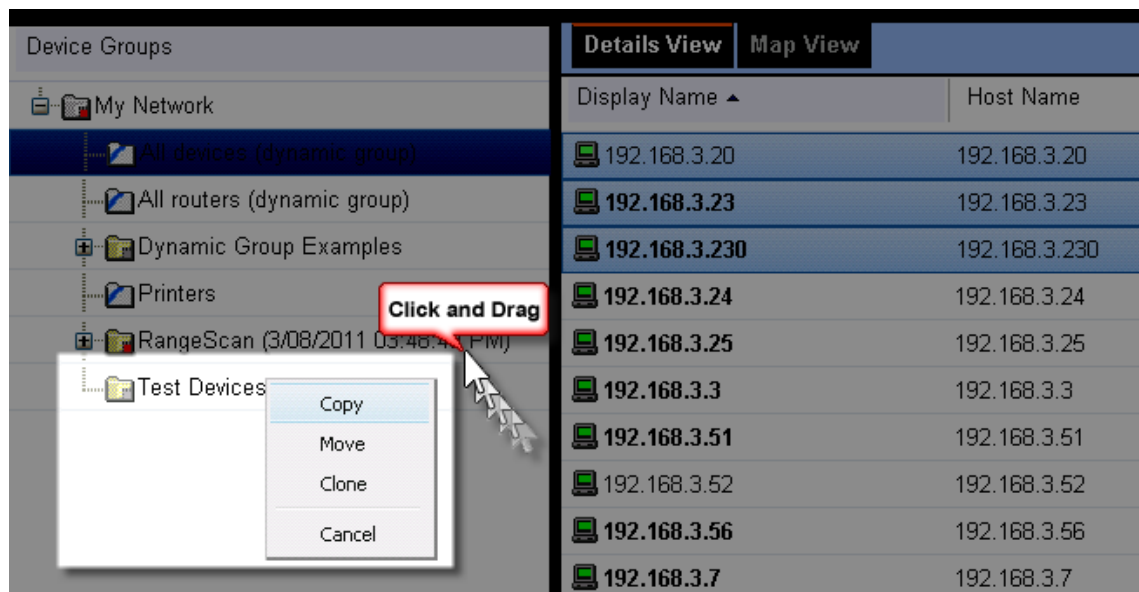 Device Groups
My Network
All devices (dynamic group)
All routers (dynamic group)
Dynamic Group Examples
Printers
RangeScan (3/08/2011 03:48:4 PM)
Test Devices
Click and Drag
Copy
Move
Clone
Cancel
Details View Map View
Display Name Host Name
192.168.3.20 192.168.3.20
192.168.3.23 192.168.3.23
192.168.3.230 192.168.3.230
192.168.3.24 192.168.3.24
192.168.3.25 192.168.3.25
192.168.3.3 192.168.3.3
192.168.3.51 192.168.3.51
192.168.3.52 192.168.3.52
192.168.3.56 192.168.3.56
192.168.3.7 192.168.3.7